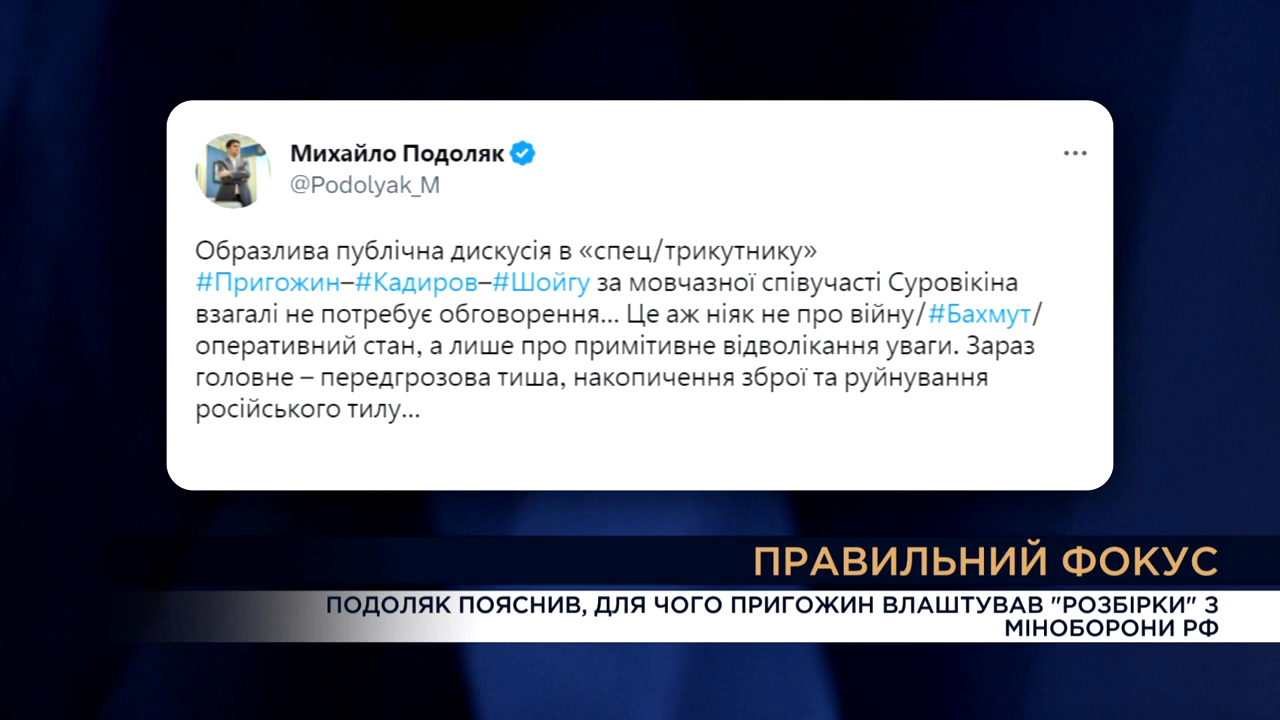 Михайло Подоляк
@Podolyak_M
Образлива публічна дискусія в «спец/трикутнику»
#Пригожин–#Кадиров–#Шойгу за мовчазної співучасті Суровікіна
взагалі не потребує обговорення... Це аж ніяк не про війну/#Бахмут/
оперативний стан, а лише про примітивне відволікання уваги. Зараз
головне – передгрозова тиша, накопичення зброї та руйнування
російського тилу...
ПРАВИЛЬНИЙ ФОКУС
ПОДОЛЯК ПОЯСНИВ, ДЛЯ ЧОГО ПРИГОЖИН ВЛАШТУВАВ "РОЗБІРКИ" З
МІНОБОРОНИ РФ